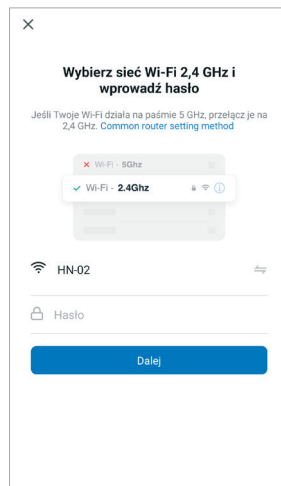 Wybierz sieć Wi-Fi 2,4 GHz i
wprowadź hasło
Jeśli Twoje Wi-Fi działa na paśmie 5 GHz, przełącz je na
2,4 GHz. Common router setting method
Wi-Fi - 5Ghz
Wi-Fi - 2.4Ghz
HN-02
Hasło
Dalej